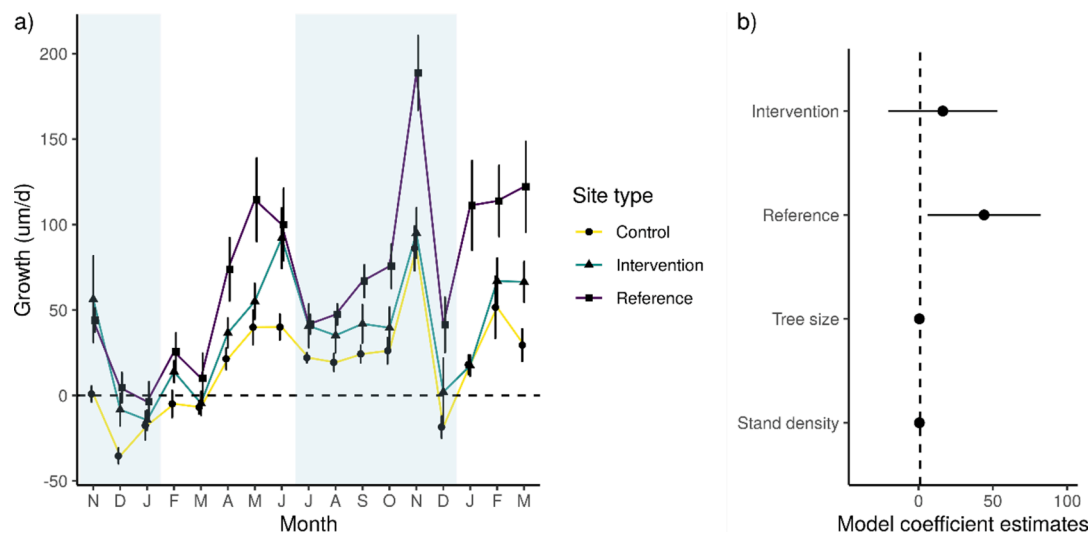 a)
Growth (um/d)
200
150
100
50
0
-50
N D J F M A M J J A S O N D J F M
Month
Site type
Control
Intervention
Reference
b)
Intervention
Reference
Tree size
Stand density
0 50 100
Model coefficient estimates